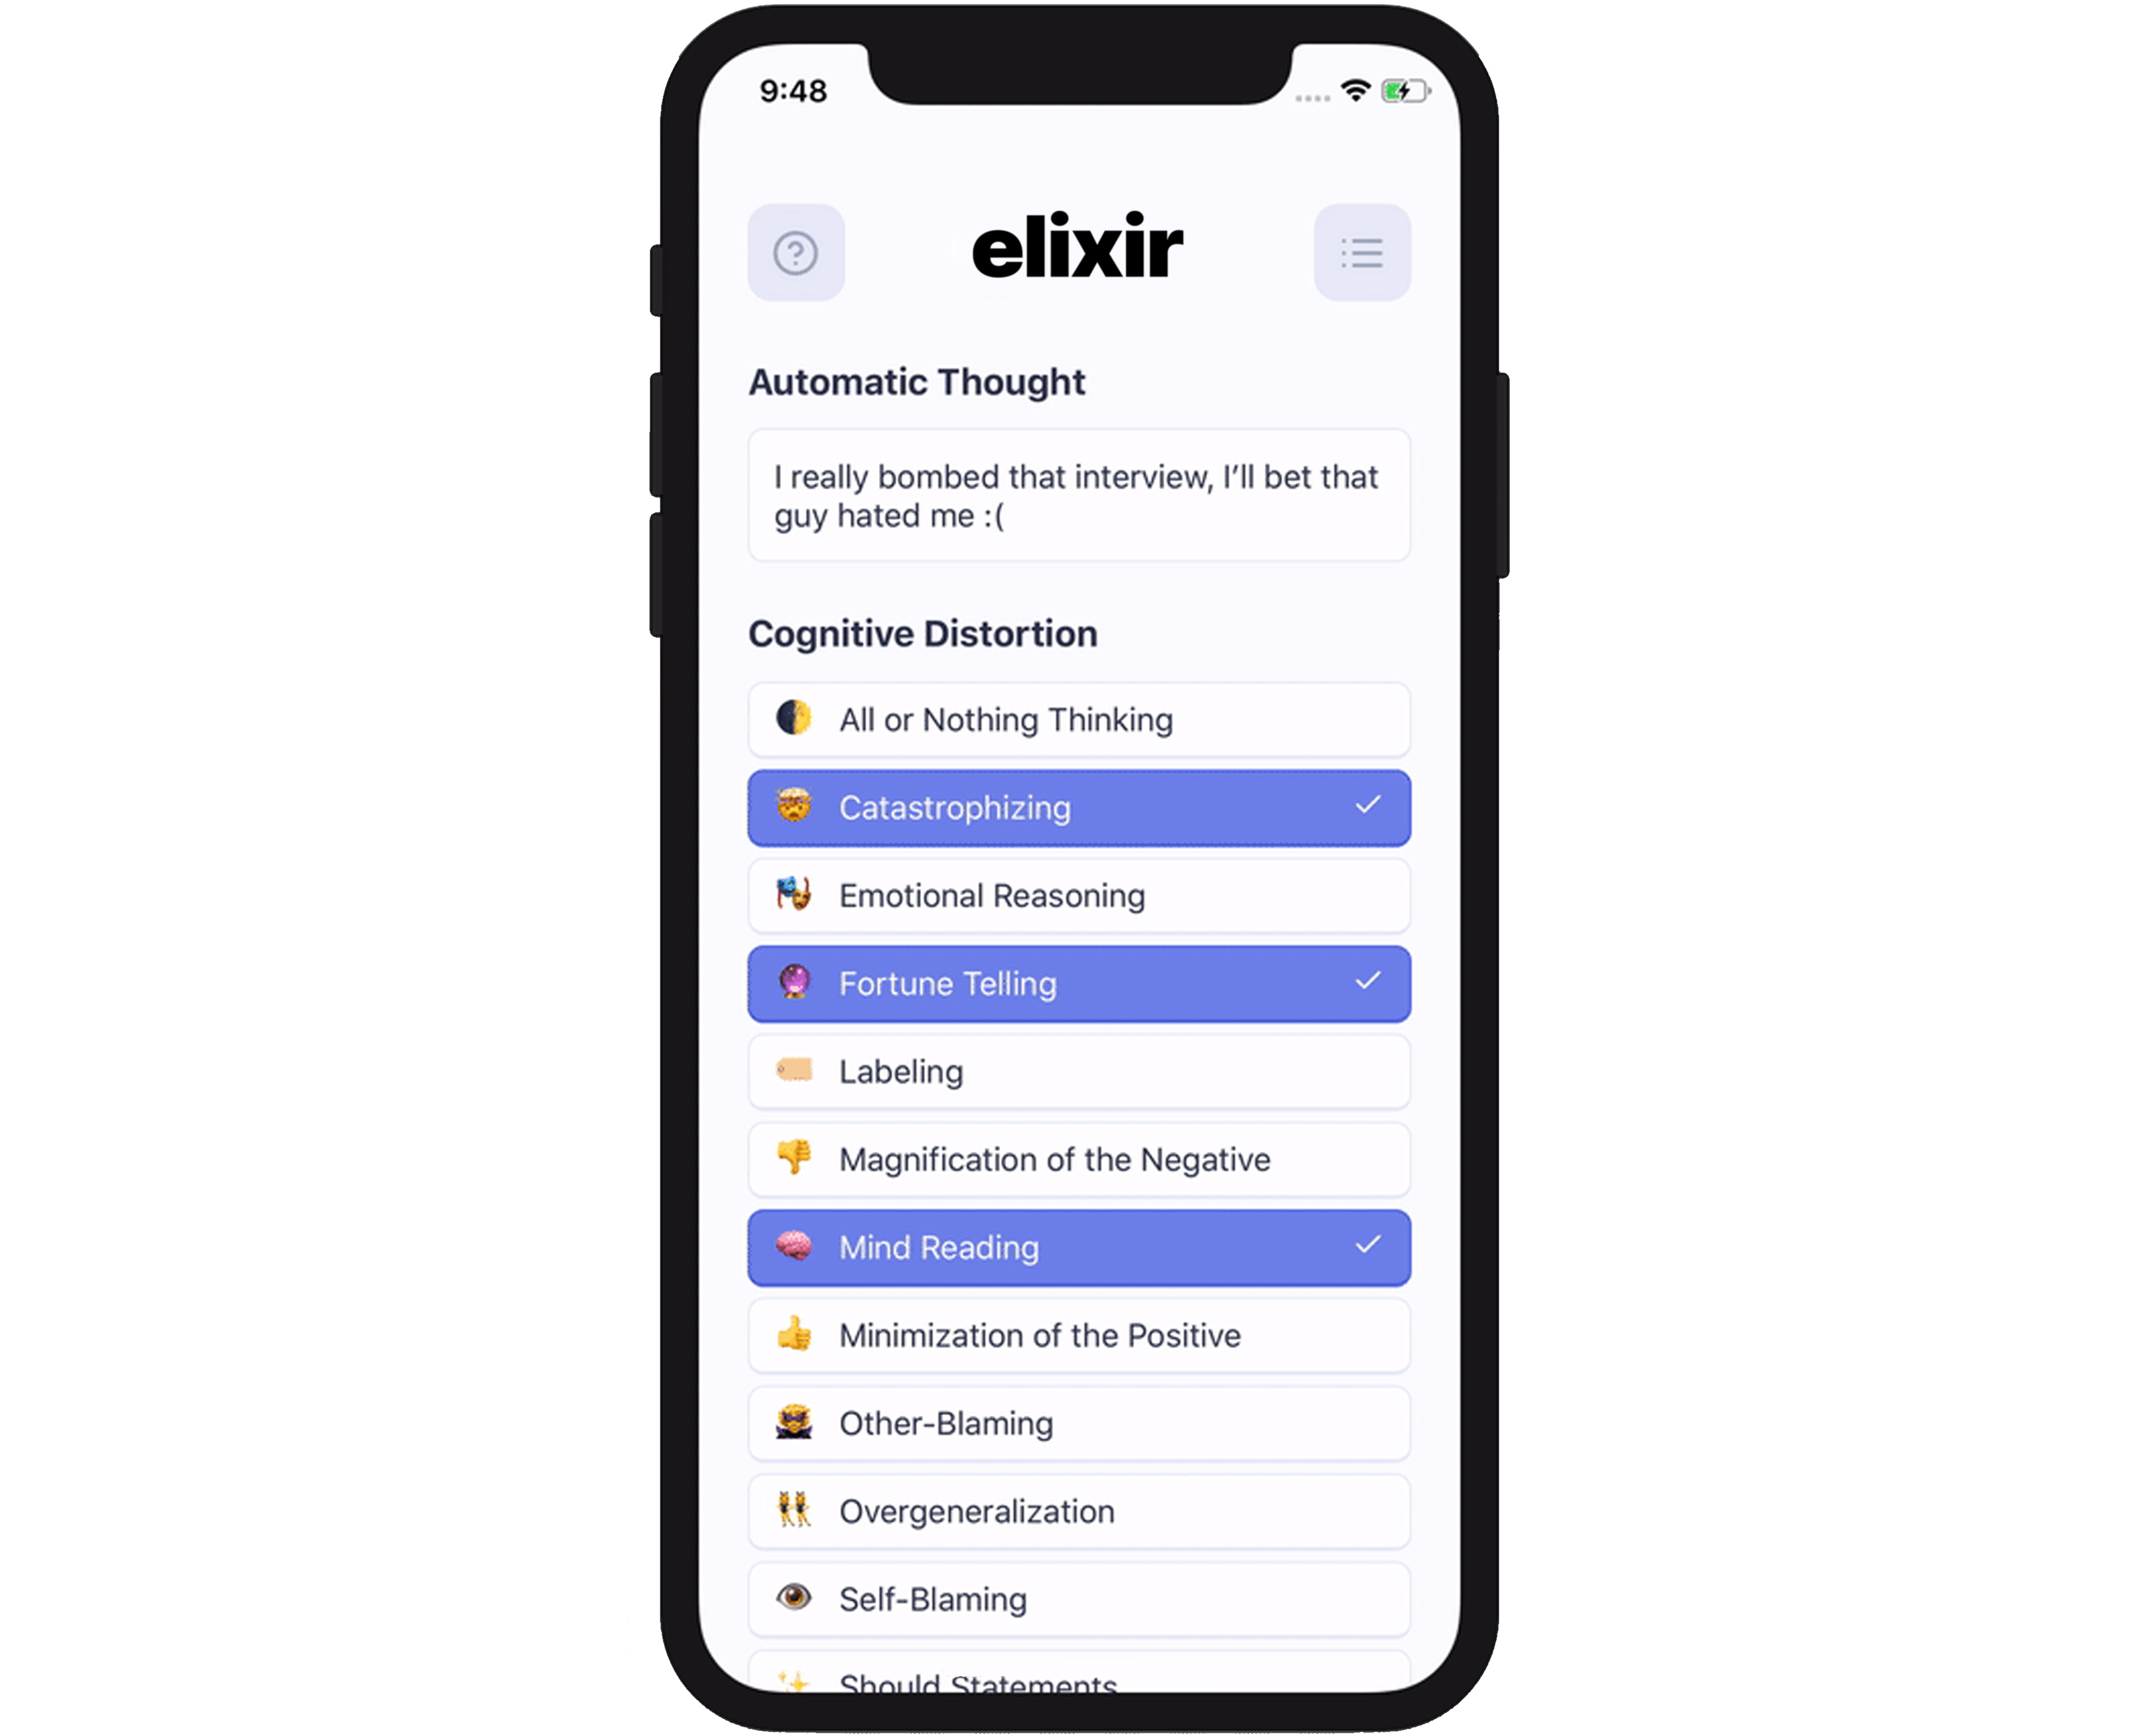 9:48
elixir
Automatic Thought
I really bombed that interview, I’ll bet that
guy hated me :(
Cognitive Distortion
All or Nothing Thinking
Catastrophizing
Emotional Reasoning
Fortune Telling
Labeling
Magnification of the Negative
Mind Reading
Minimization of the Positive
Other-Blaming
Overgeneralization
Self-Blaming
Should Statements